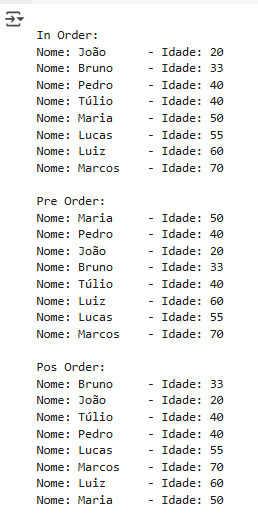 In Order:
Nome: João      - Idade: 20
Nome: Bruno     - Idade: 33
Nome: Pedro     - Idade: 40
Nome: Túlio     - Idade: 40
Nome: Maria     - Idade: 50
Nome: Lucas     - Idade: 55
Nome: Luiz      - Idade: 60
Nome: Marcos    - Idade: 70

Pre Order:
Nome: Maria     - Idade: 50
Nome: Pedro     - Idade: 40
Nome: João      - Idade: 20
Nome: Bruno     - Idade: 33
Nome: Túlio     - Idade: 40
Nome: Luiz      - Idade: 60
Nome: Lucas     - Idade: 55
Nome: Marcos    - Idade: 70

Pos Order:
Nome: Bruno     - Idade: 33
Nome: João      - Idade: 20
Nome: Túlio     - Idade: 40
Nome: Pedro     - Idade: 40
Nome: Lucas     - Idade: 55
Nome: Marcos    - Idade: 70
Nome: Luiz      - Idade: 60
Nome: Maria     - Idade: 50